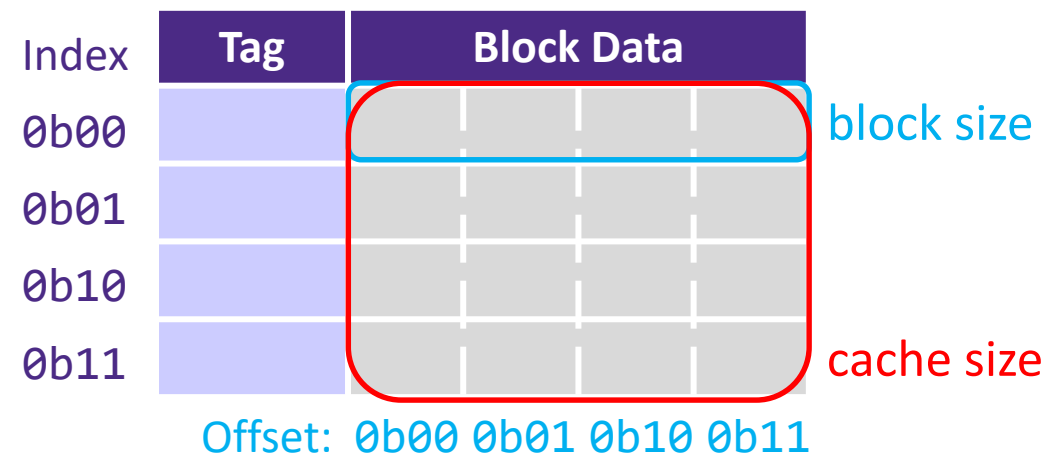 Index Tag Block Data
0b00 block size
0b01
0b10
0b11 cache size
Offset: 0b00 0b01 0b10 0b11